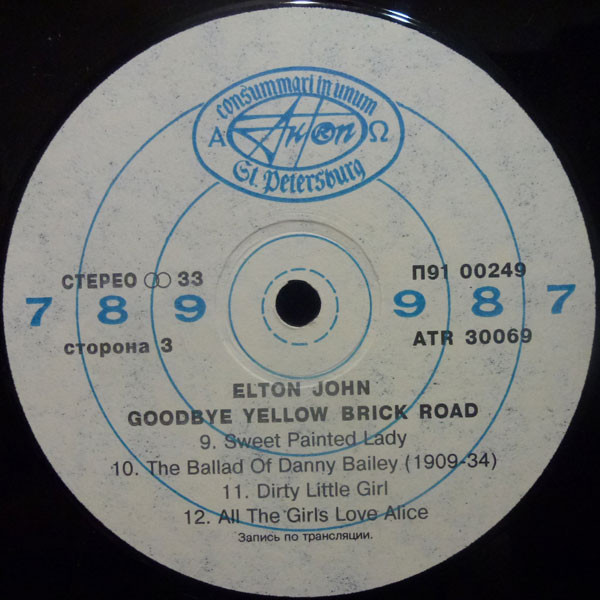 consummari in unum
Α Антроп Ω
St. Petersburg
СТЕРЕО 33
П91 00249
7 8 9 9 8 7
сторона 3
ATR 30069
ELTON JOHN
GOODBYE YELLOW BRICK ROAD
9. Sweet Painted Lady
10. The Ballad Of Danny Bailey (1909-34)
11. Dirty Little Girl
12. All The Girls Love Alice
Запись по трансляции.